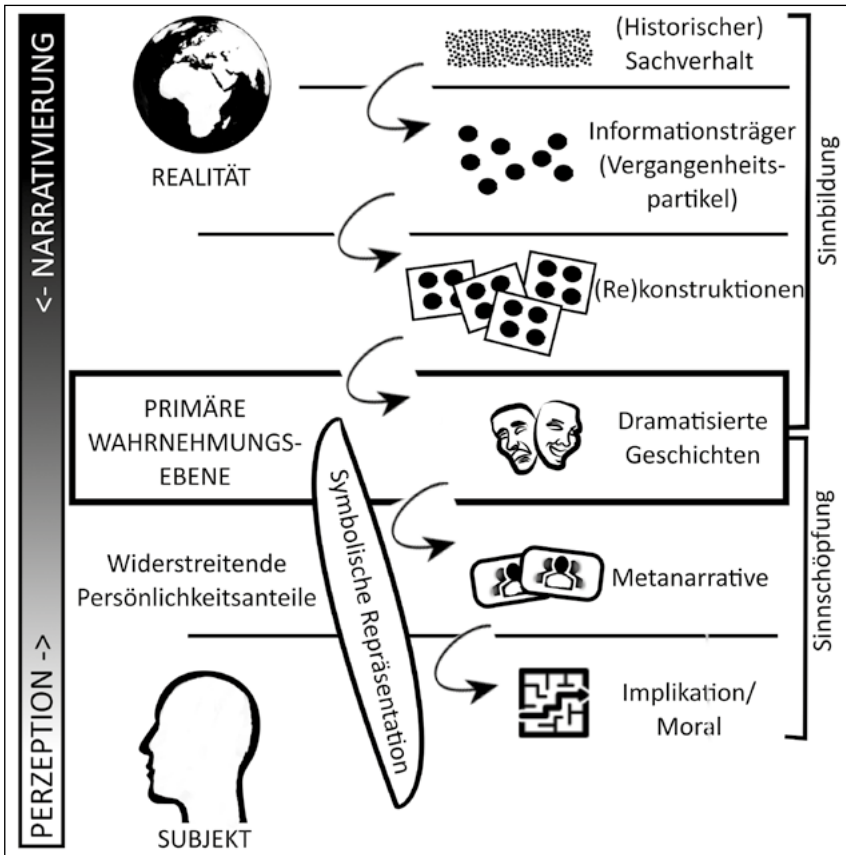 <- NARRATIVIERUNG
PERZEPTION ->
REALITÄT
(Historischer)
Sachverhalt
Informationsträger
(Vergangenheits-
partikel)
(Re)konstruktionen
Sinnbildung
PRIMÄRE
WAHRNEHMUNGS-
EBENE
Dramatisierte
Geschichten
Symbolische Repräsentation
Widerstreitende
Persönlichkeitsanteile
Metanarrative
Sinnschöpfung
Implikation/
Moral
SUBJEKT